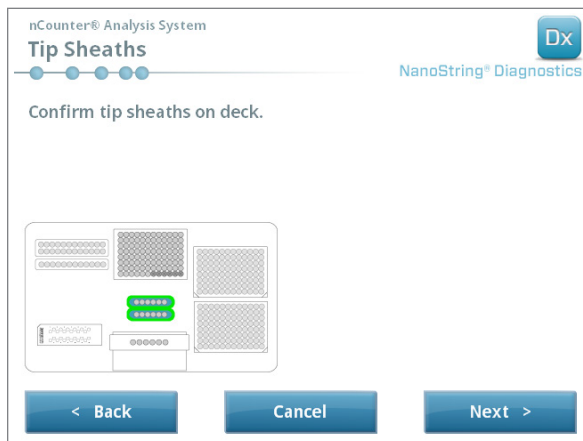 nCounter® Analysis System
Tip Sheaths
Dx
NanoString® Diagnostics
Confirm tip sheaths on deck.
< Back
Cancel
Next >